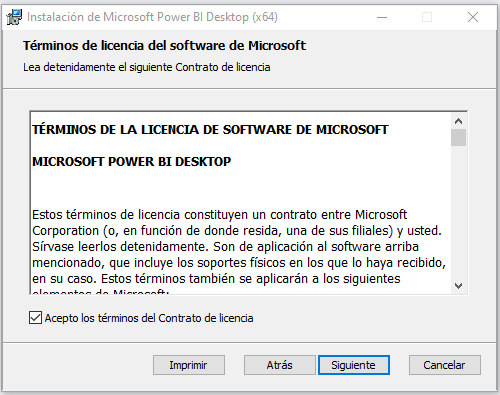 Instalación de Microsoft Power BI Desktop (x64)
Términos de licencia del software de Microsoft
Lea detenidamente el siguiente Contrato de licencia
TÉRMINOS DE LA LICENCIA DE SOFTWARE DE MICROSOFT
MICROSOFT POWER BI DESKTOP
Estos términos de licencia constituyen un contrato entre Microsoft
Corporation (o, en función de donde resida, una de sus filiales) y usted.
Sírvase leerlos detenidamente. Son de aplicación al software arriba
mencionado, que incluye los soportes físicos en los que lo haya recibido,
en su caso. Estos términos también se aplicarán a los siguientes
elementos de Microsoft:
Acepto los términos del Contrato de licencia
Imprimir Atrás Siguiente Cancelar